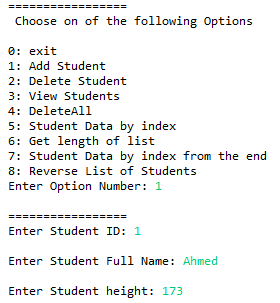 =================
Choose on of the following Options
0: exit
1: Add Student
2: Delete Student
3: View Students
4: DeleteAll
5: Student Data by index
6: Get length of list
7: Student Data by index from the end
8: Reverse List of Students
Enter Option Number: 1
=================
Enter Student ID: 1
Enter Student Full Name: Ahmed
Enter Student height: 173